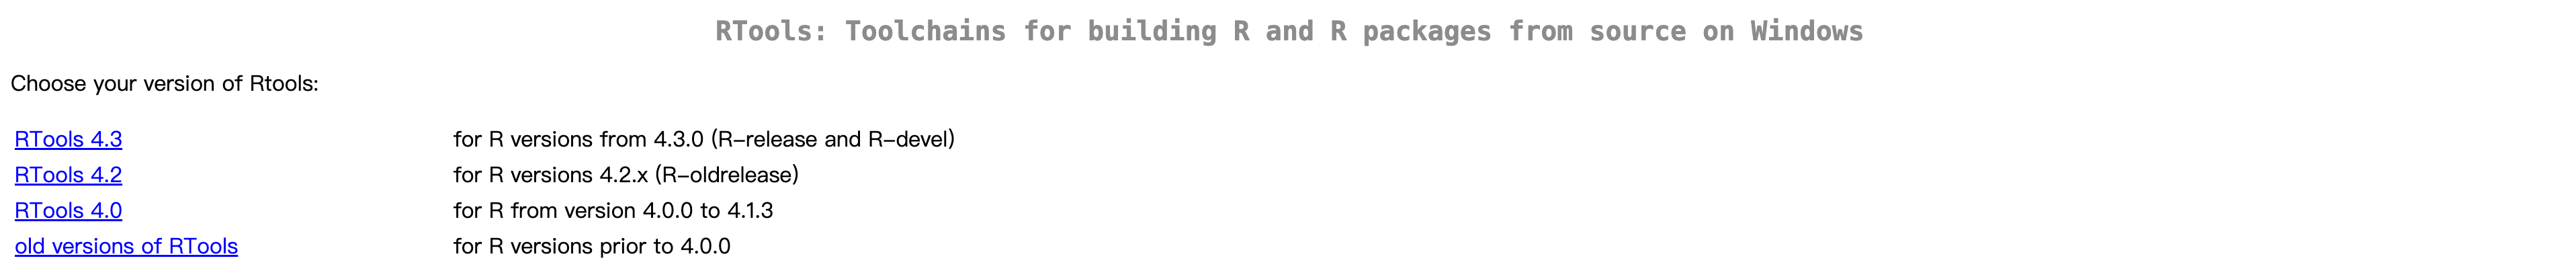 RTools: Toolchains for building R and R packages from source on Windows
Choose your version of Rtools:
RTools 4.3 for R versions from 4.3.0 (R-release and R-devel)
RTools 4.2 for R versions 4.2.x (R-oldrelease)
RTools 4.0 for R from version 4.0.0 to 4.1.3
old versions of RTools for R versions prior to 4.0.0